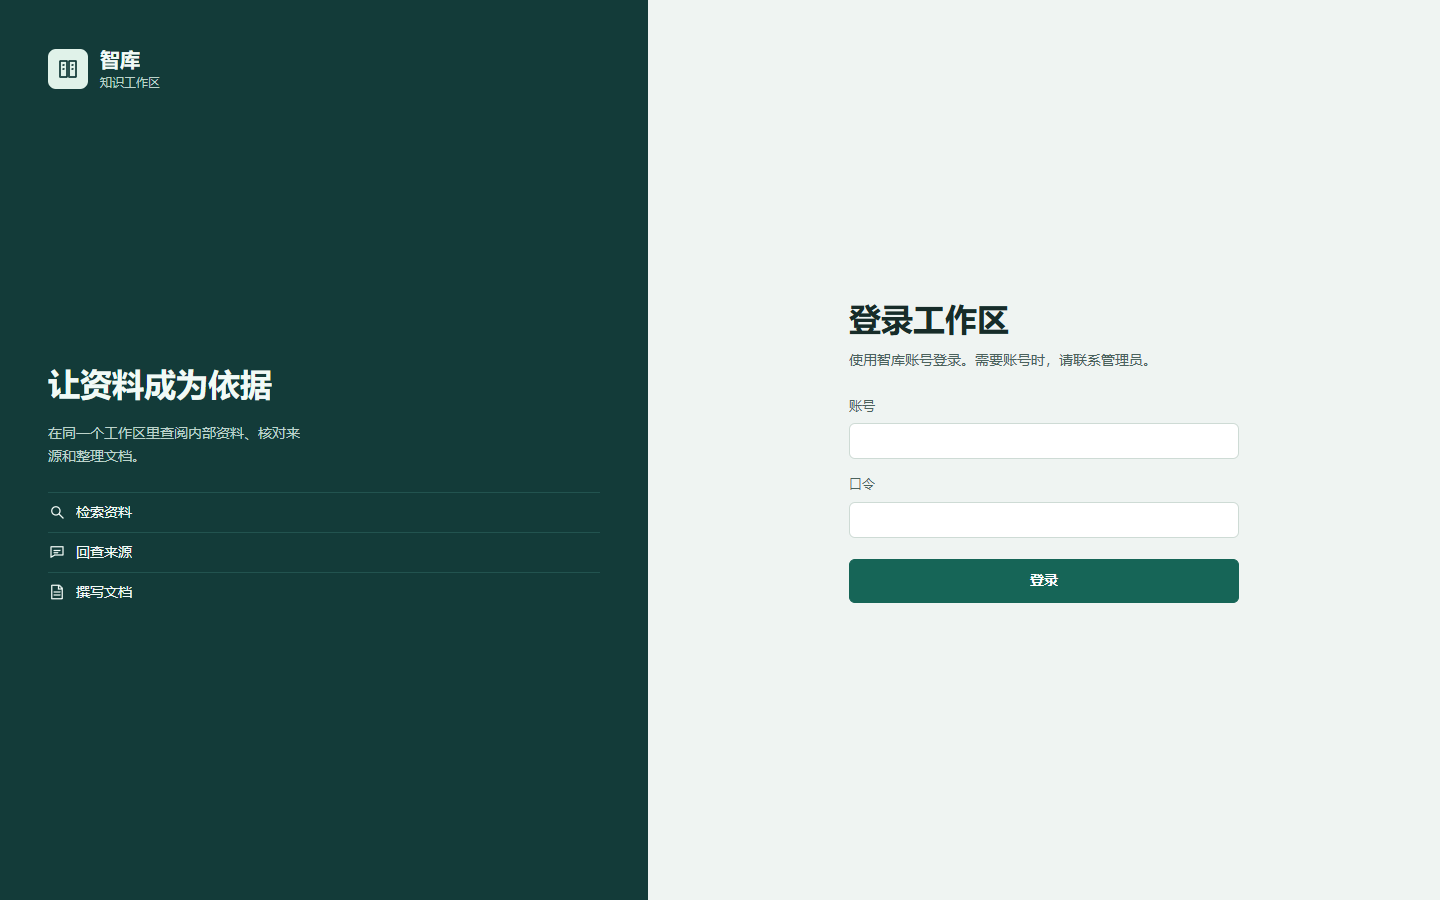 智库
知识工作区
让资料成为依据
在同一个工作区里查阅内部资料、核对来
源和整理文档。
检索资料
回查来源
撰写文档
登录工作区
使用智库账号登录。需要账号时，请联系管理员。
账号
口令
登录